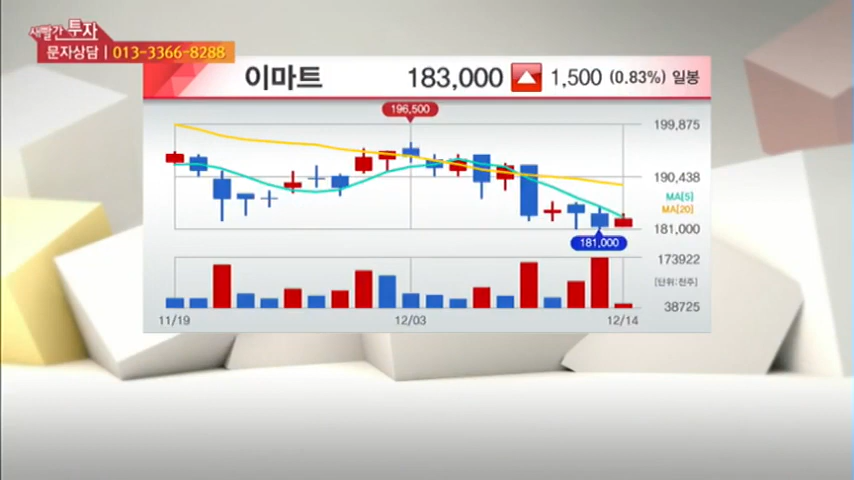 새빨간 투자
문자상담 | 013-3366-8288
이마트 183,000 1,500 (0.83%) 일봉
196,500
199,875
190,438
MA[5]
MA[20]
181,000
181,000
173922
[단위:천주]
38725
11/19 12/03 12/14